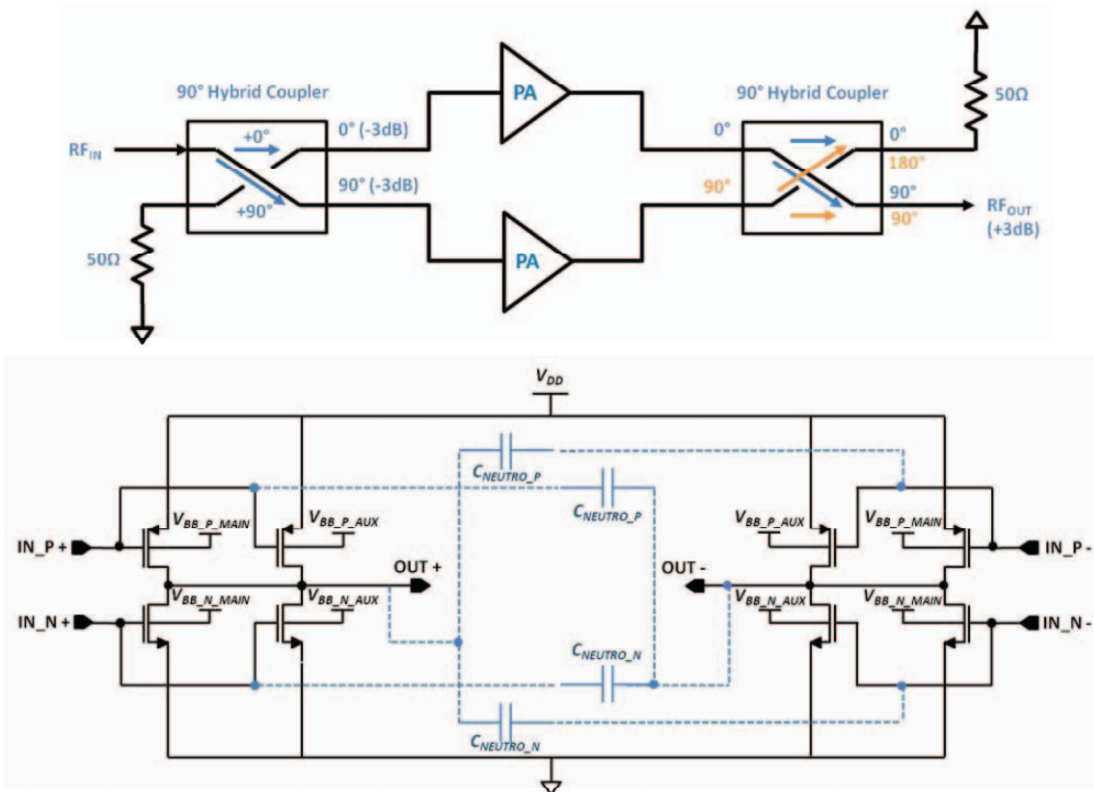 90° Hybrid Coupler
PA
90° Hybrid Coupler
50Ω
+0°
0° (-3dB)
0°
0°
RF_IN
180°
90° (-3dB)
90°
90°
+90°
90°
RF_OUT
(+3dB)
50Ω
PA
V_DD
C_NEUTRO_P
C_NEUTRO_P
V_BB_P_MAIN
V_BB_P_AUX
V_BB_P_AUX
V_BB_P_MAIN
IN_P +
IN_P -
OUT +
OUT -
V_BB_N_MAIN
V_BB_N_AUX
V_BB_N_AUX
V_BB_N_MAIN
IN_N +
IN_N -
C_NEUTRO_N
C_NEUTRO_N